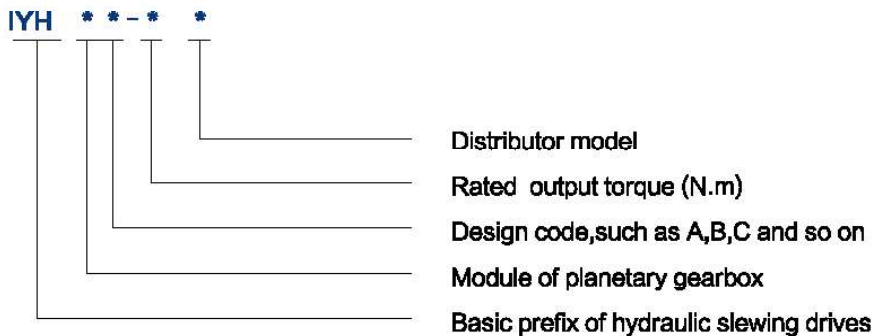 IYH * * - * *
Distributor model
Rated output torque (N.m)
Design code,such as A,B,C and so on
Module of planetary gearbox
Basic prefix of hydraulic slewing drives